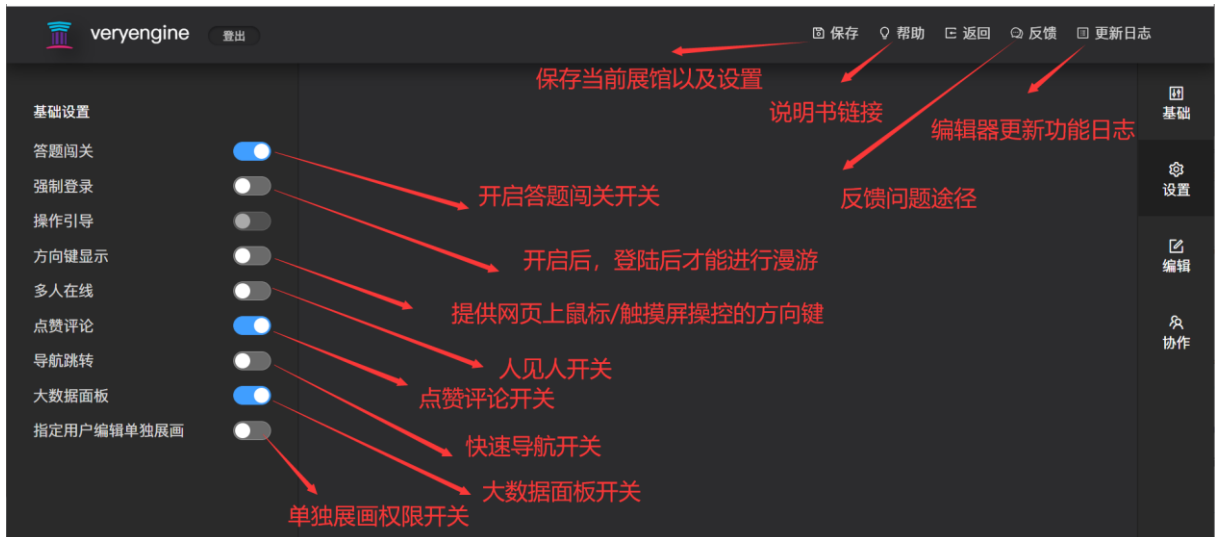 veryengine 登出 保存 帮助 返回 反馈 更新日志
保存当前展馆以及设置
说明书链接
编辑器更新功能日志
反馈问题途径
基础设置
答题闯关
开启答题闯关开关
强制登录
开启后，登陆后才能进行漫游
操作引导
方向键显示
提供网页上鼠标/触摸屏操控的方向键
多人在线
人见人开关
点赞评论
点赞评论开关
导航跳转
快速导航开关
大数据面板
大数据面板开关
指定用户编辑单独展画
单独展画权限开关
基础
设置
编辑
协作